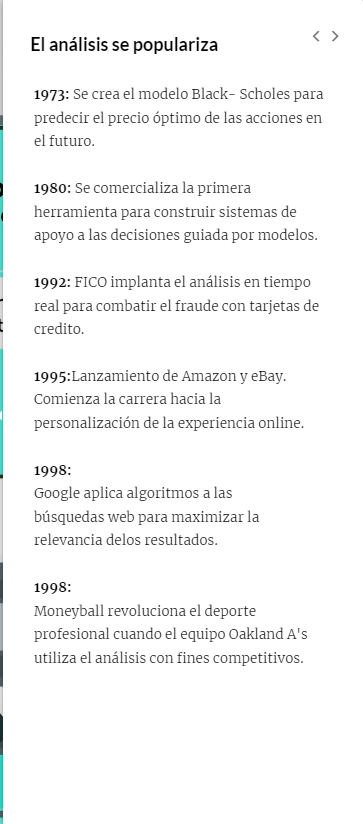 El análisis se populariza
1973: Se crea el modelo Black- Scholes para
predecir el precio óptimo de las acciones en
el futuro.
1980: Se comercializa la primera
herramienta para construir sistemas de
apoyo a las decisiones guiada por modelos.
1992: FICO implanta el análisis en tiempo
real para combatir el fraude con tarjetas de
credito.
1995:Lanzamiento de Amazon y eBay.
Comienza la carrera hacia la
personalización de la experiencia online.
1998:
Google aplica algoritmos a las
búsquedas web para maximizar la
relevancia delos resultados.
1998:
Moneyball revoluciona el deporte
profesional cuando el equipo Oakland A's
utiliza el análisis con fines competitivos.